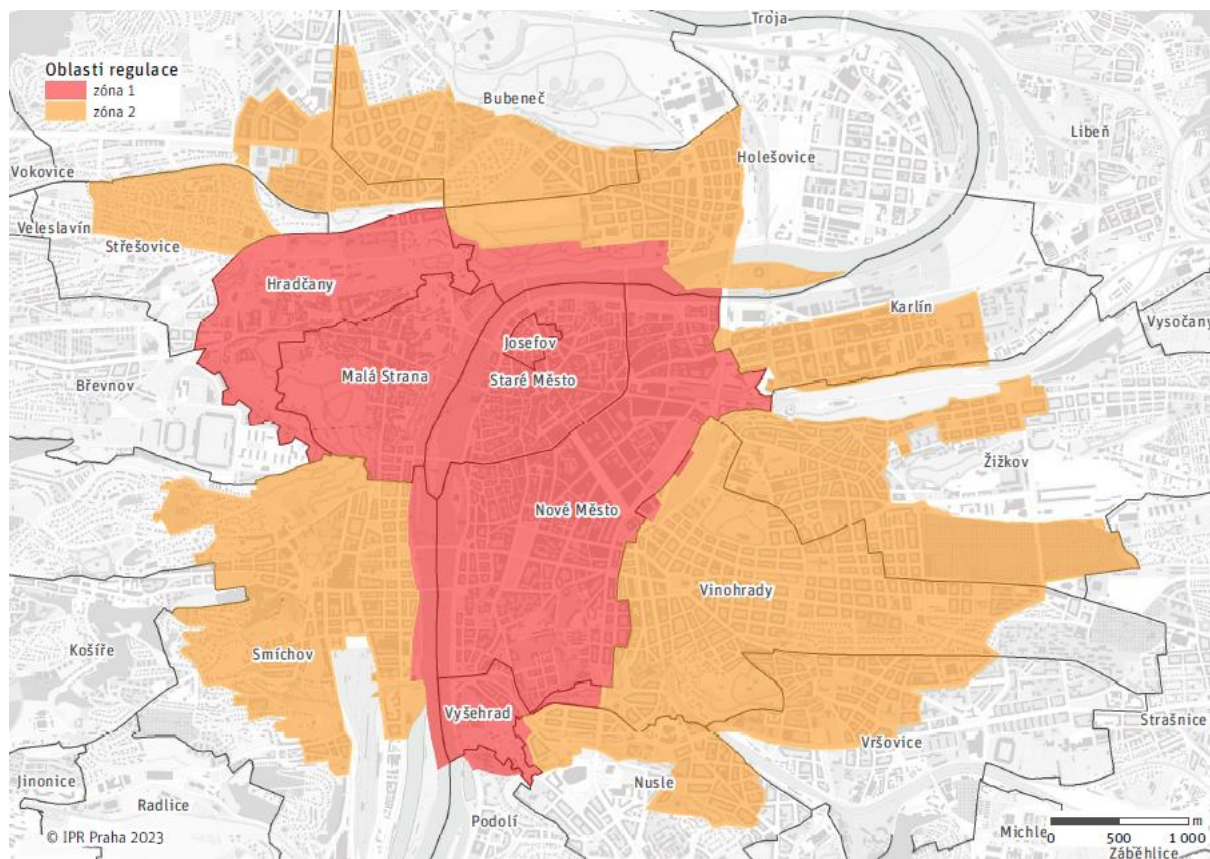 Troja
Oblasti regulace
zóna 1
zóna 2
Bubeneč
Libeň
Holešovice
Vokovice
Veleslavín
Střešovice
Hradčany
Karlín
Vysočany
Josefov
Malá Strana
Staré Město
Břevnov
Žižkov
Nové Město
Vinohrady
Košíře
Smíchov
Vyšehrad
Strašnice
Vršovice
Jinonice
Nusle
Radlice
Podolí
© IPR Praha 2023
Michle
m
0 500 1 000
Záběhlice